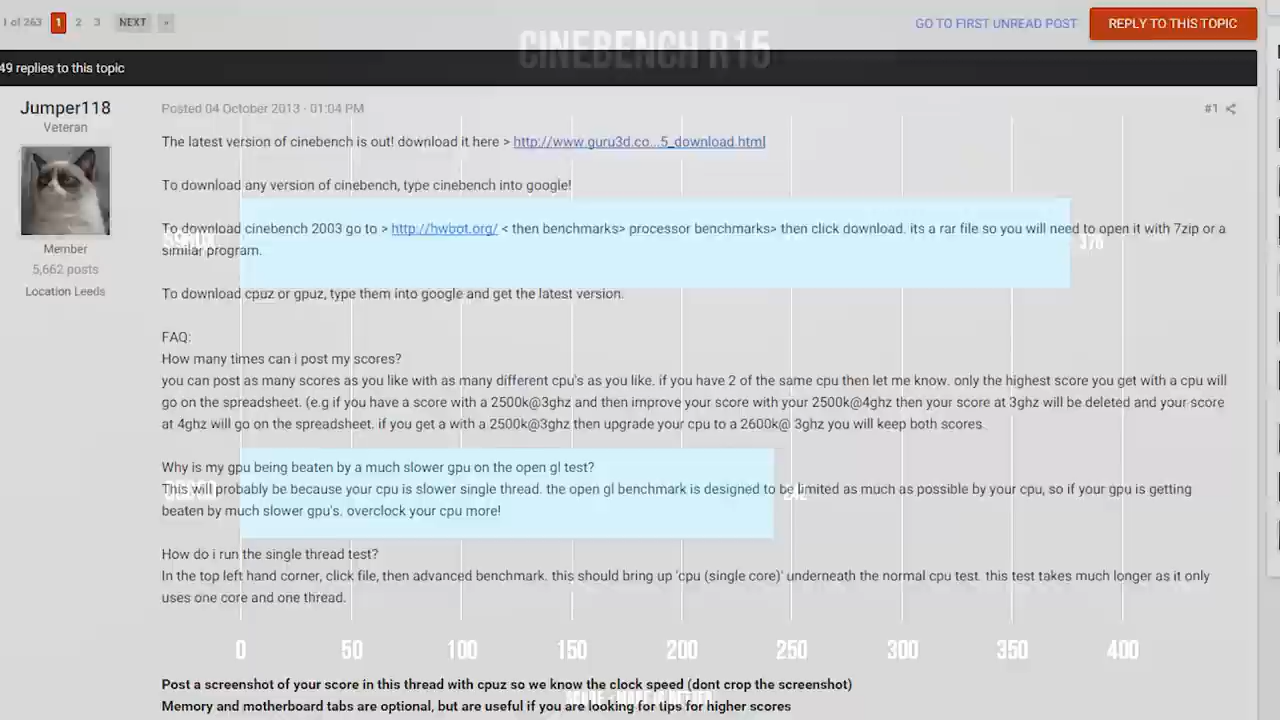 1 of 263 1 2 3 NEXT »
GO TO FIRST UNREAD POST
REPLY TO THIS TOPIC
CINEBENCH R15
49 replies to this topic
Jumper118
Veteran
Member
5,662 posts
Location Leeds
Posted 04 October 2013 - 01:04 PM
#1
The latest version of cinebench is out! download it here > http://www.guru3d.co...5_download.html
To download any version of cinebench, type cinebench into google!
To download cinebench 2003 go to > http://hwbot.org/ < then benchmarks> processor benchmarks> then click download. its a rar file so you will need to open it with 7zip or a
similar program.
376
To download cpuz or gpuz, type them into google and get the latest version.
FAQ:
How many times can i post my scores?
you can post as many scores as you like with as many different cpu's as you like. if you have 2 of the same cpu then let me know. only the highest score you get with a cpu will
go on the spreadsheet. (e.g if you have a score with a 2500k@3ghz and then improve your score with your 2500k@4ghz then your score at 3ghz will be deleted and your score
at 4ghz will go on the spreadsheet. if you get a with a 2500k@3ghz then upgrade your cpu to a 2600k@ 3ghz you will keep both scores.
Why is my gpu being beaten by a much slower gpu on the open gl test?
This will probably be because your cpu is slower single thread. the open gl benchmark is designed to be limited as much as possible by your cpu, so if your gpu is getting
242
beaten by much slower gpu's. overclock your cpu more!
How do i run the single thread test?
In the top left hand corner, click file, then advanced benchmark. this should bring up 'cpu (single core)' underneath the normal cpu test. this test takes much longer as it only
uses one core and one thread.
0 50 100 150 200 250 300 350 400
Post a screenshot of your score in this thread with cpuz so we know the clock speed (dont crop the screenshot)
Memory and motherboard tabs are optional, but are useful if you are looking for tips for higher scores